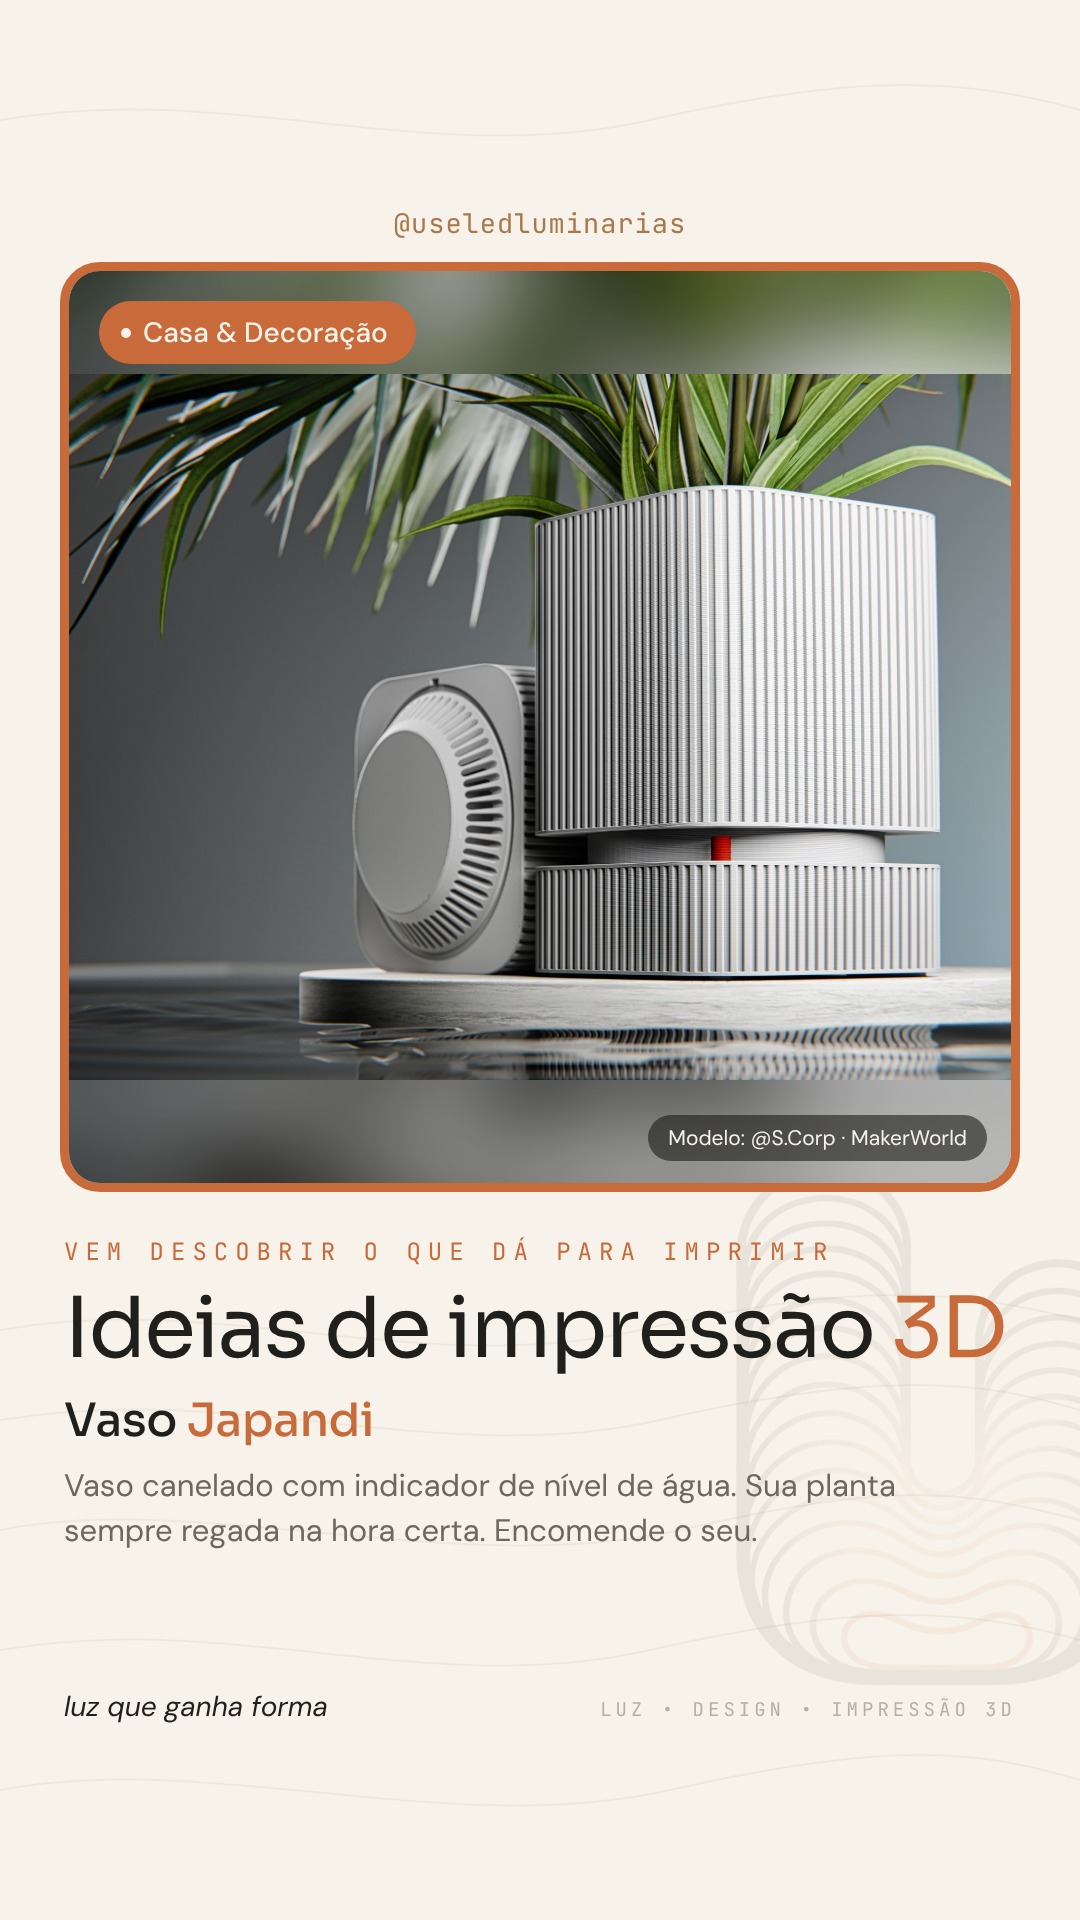 @useledluminarias
Casa & Decoração
Modelo: @S.Corp · MakerWorld
VEM DESCOBRIR O QUE DÁ PARA IMPRIMIR
Ideias de impressão 3D
Vaso Japandi
Vaso canelado com indicador de nível de água. Sua planta
sempre regada na hora certa. Encomende o seu.
luz que ganha forma
LUZ • DESIGN • IMPRESSÃO 3D